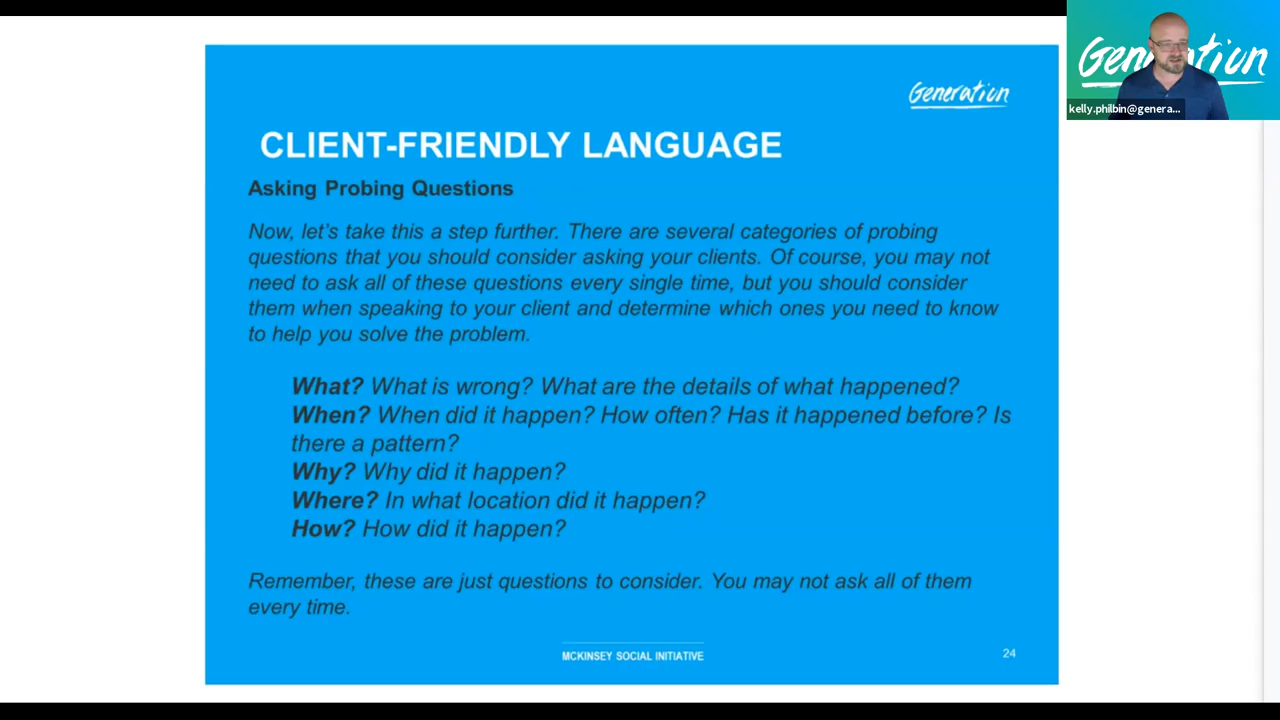 Generation
Generation
kelly.philbin@genera...
CLIENT-FRIENDLY LANGUAGE
Asking Probing Questions
Now, let's take this a step further. There are several categories of probing
questions that you should consider asking your clients. Of course, you may not
need to ask all of these questions every single time, but you should consider
them when speaking to your client and determine which ones you need to know
to help you solve the problem.
What? What is wrong? What are the details of what happened?
When? When did it happen? How often? Has it happened before? Is
there a pattern?
Why? Why did it happen?
Where? In what location did it happen?
How? How did it happen?
Remember, these are just questions to consider. You may not ask all of them
every time.
MCKINSEY SOCIAL INITIATIVE
24